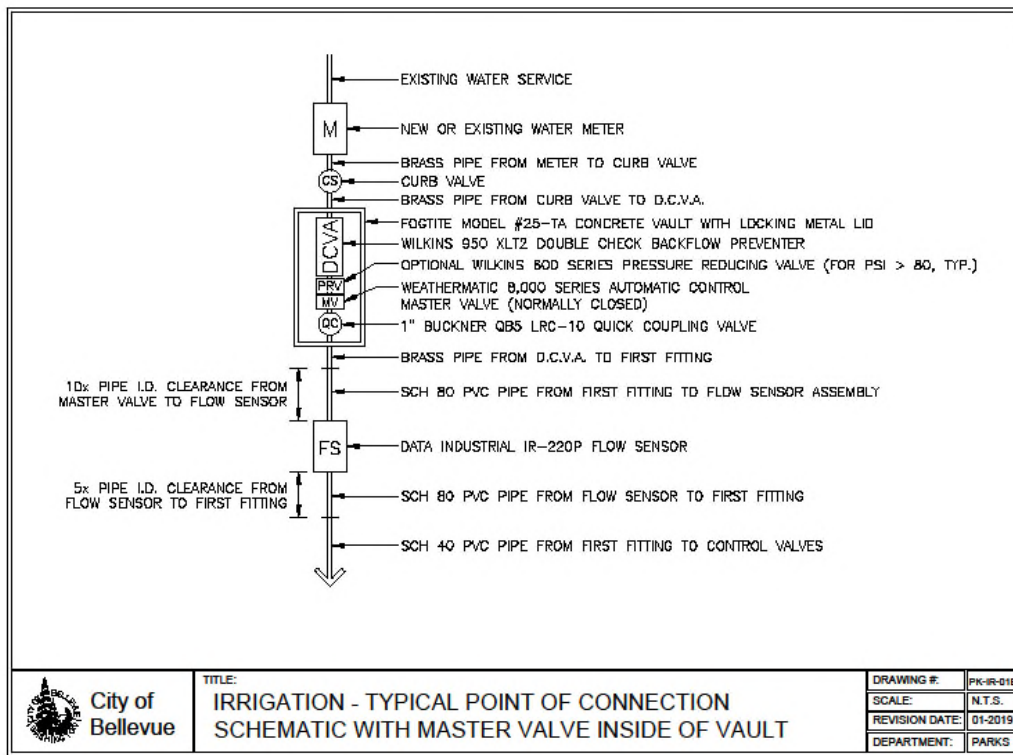 EXISTING WATER SERVICE
M
NEW OR EXISTING WATER METER
BRASS PIPE FROM METER TO CURB VALVE
CS
CURB VALVE
BRASS PIPE FROM CURB VALVE TO D.C.V.A.
FOGTITE MODEL #25-TA CONCRETE VAULT WITH LOCKING METAL LID
DCVA
WILKINS 950 XLT2 DOUBLE CHECK BACKFLOW PREVENTER
PRV
OPTIONAL WILKINS 600 SERIES PRESSURE REDUCING VALVE (FOR PSI > 80, TYP.)
MV
WEATHERMATIC 8,000 SERIES AUTOMATIC CONTROL
MASTER VALVE (NORMALLY CLOSED)
QC
1" BUCKNER QB5 LRC-10 QUICK COUPLING VALVE
BRASS PIPE FROM D.C.V.A. TO FIRST FITTING
10x PIPE I.D. CLEARANCE FROM
MASTER VALVE TO FLOW SENSOR
SCH 80 PVC PIPE FROM FIRST FITTING TO FLOW SENSOR ASSEMBLY
FS
DATA INDUSTRIAL IR-220P FLOW SENSOR
5x PIPE I.D. CLEARANCE FROM
FLOW SENSOR TO FIRST FITTING
SCH 80 PVC PIPE FROM FLOW SENSOR TO FIRST FITTING
SCH 40 PVC PIPE FROM FIRST FITTING TO CONTROL VALVES
City of
Bellevue
TITLE:
IRRIGATION - TYPICAL POINT OF CONNECTION
SCHEMATIC WITH MASTER VALVE INSIDE OF VAULT
DRAWING #:
SCALE: N.T.S.
REVISION DATE: 01-2019
DEPARTMENT: PARKS